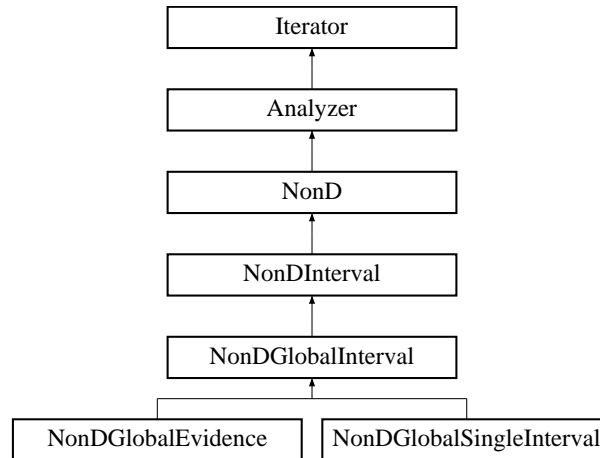 Iterator
Analyzer
NonD
NonDInterval
NonDGlobalInterval
NonDGlobalEvidence NonDGlobalSingleInterval